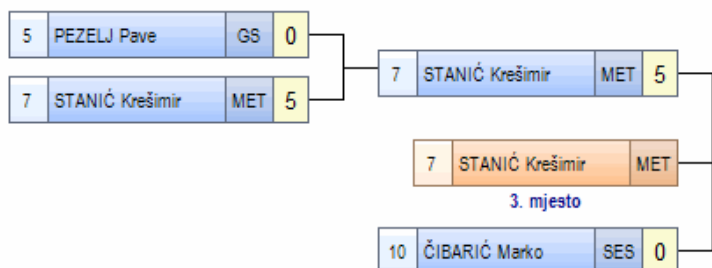 5 PEZELJ Pave GS 0
7 STANIĆ Krešimir MET 5
7 STANIĆ Krešimir MET 5
7 STANIĆ Krešimir MET
3. mjesto
10 ČIBARIĆ Marko SES 0